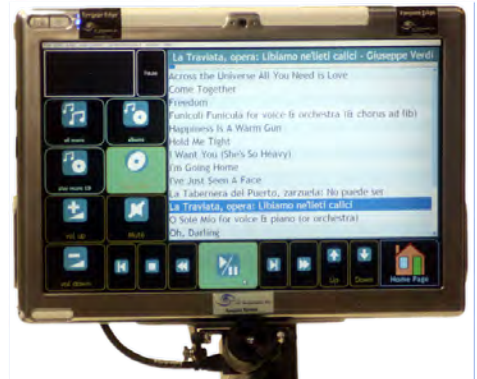 Pause
La Traviata, opera: Libiamo ne'lieti calici - Giuseppe Verdi
Across the Universe All You Need is Love
Come Together
Freedom
Funiculì Funiculà for voice & orchestra (& chorus ad lib)
Happiness Is A Warm Gun
Hold Me Tight
I Want You (She's So Heavy)
I'm Going Home
I've Just Seen A Face
La Tabernera del Puerto, zarzuela: No puede ser
La Traviata, opera: Libiamo ne'lieti calici
O Sole Mio for voice & piano (or orchestra)
Oh, Darling
all music
albums
vol up
Mute
vol down
Up
Down
Home Page